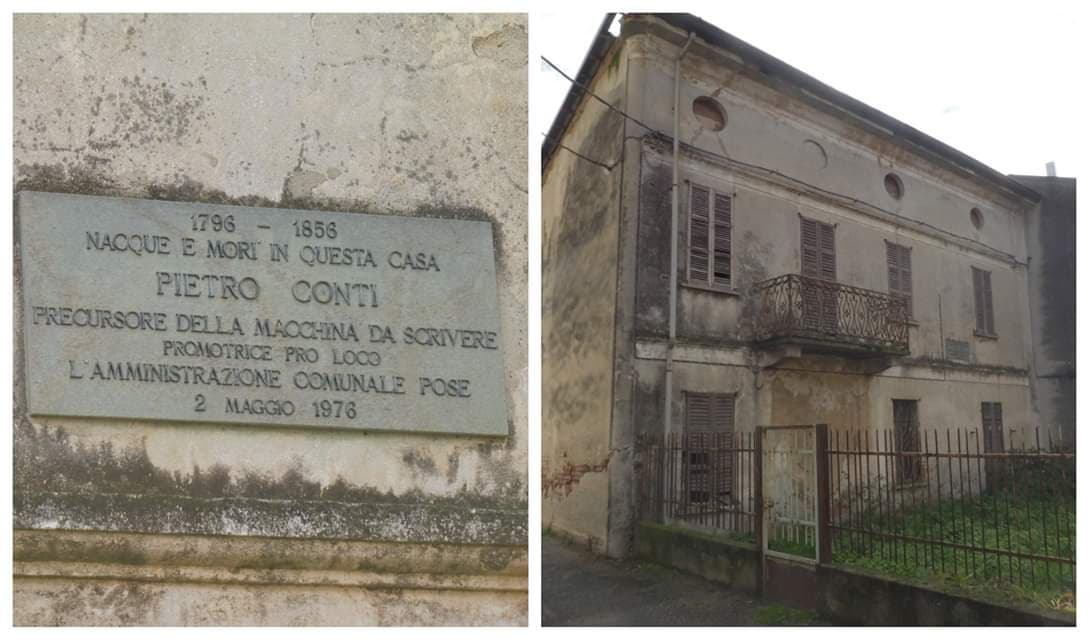 1796 – 1856
NACQUE E MORÌ IN QUESTA CASA
PIETRO CONTI
PRECURSORE DELLA MACCHINA DA SCRIVERE
PROMOTRICE PRO LOCO
L'AMMINISTRAZIONE COMUNALE POSE
2 MAGGIO 1976